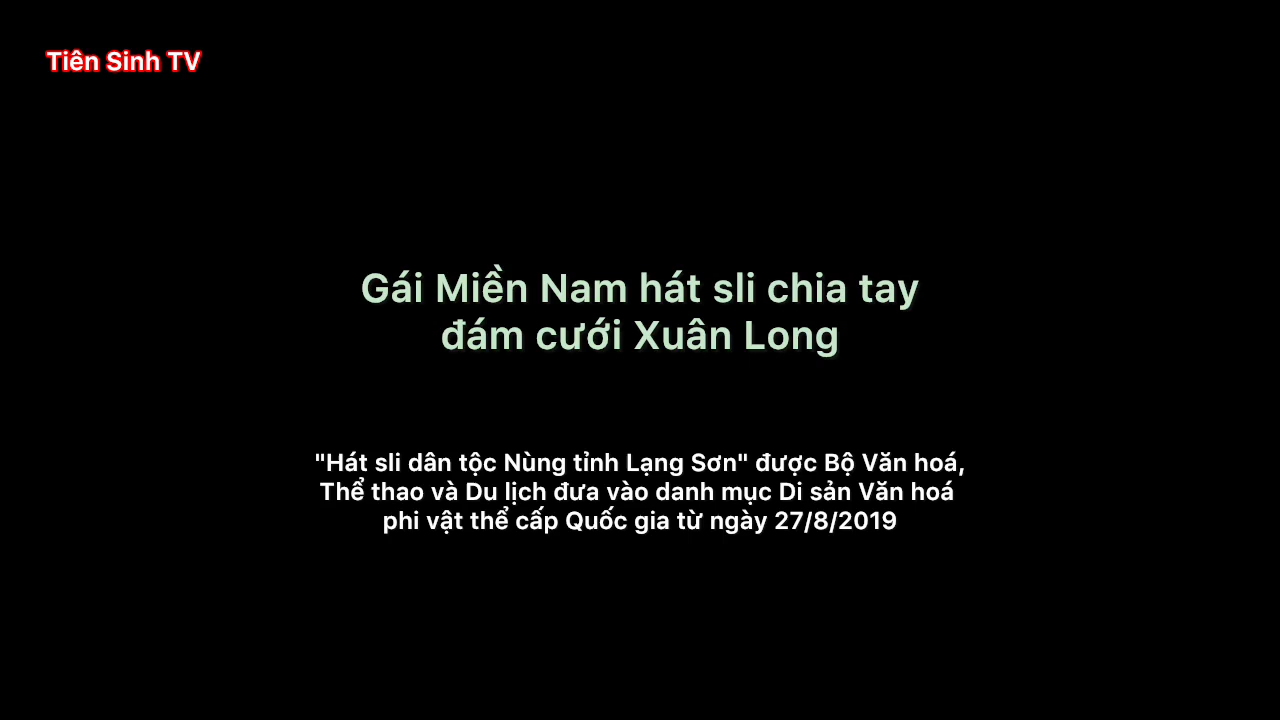 Tiên Sinh TV
Gái Miền Nam hát sli chia tay
đám cưới Xuân Long
"Hát sli dân tộc Nùng tỉnh Lạng Sơn" được Bộ Văn hoá,
Thể thao và Du lịch đưa vào danh mục Di sản Văn hoá
phi vật thể cấp Quốc gia từ ngày 27/8/2019